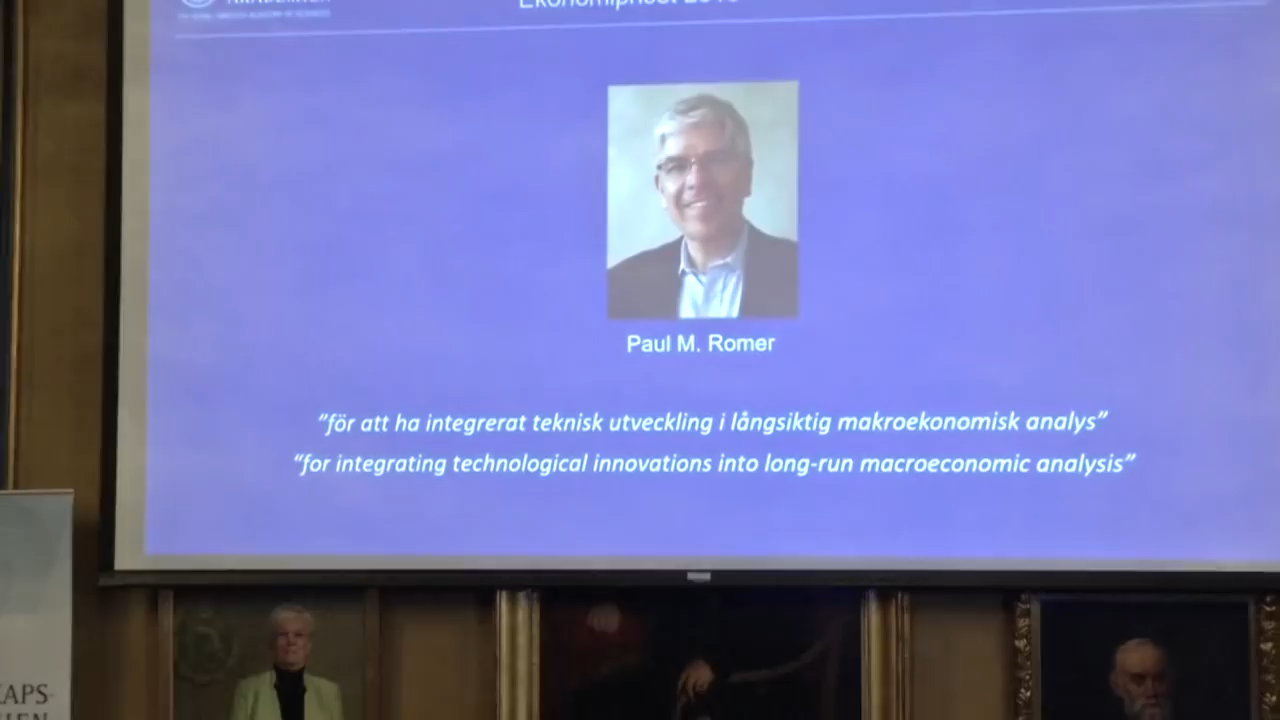 Paul M. Romer
“för att ha integrerat teknisk utveckling i långsiktig makroekonomisk analys”
“for integrating technological innovations into long-run macroeconomic analysis”